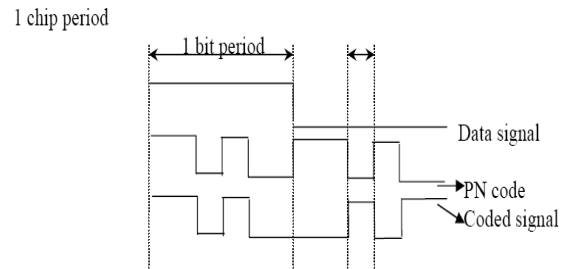 1 chip period
1 bit period
Data signal
PN code
Coded signal